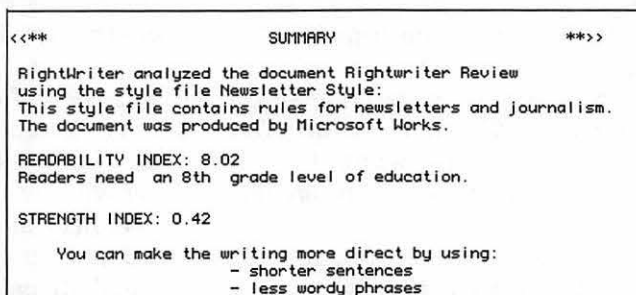 <<** SUMMARY **>>
RightWriter analyzed the document Rightwriter Review
using the style file Newsletter Style:
This style file contains rules for newsletters and journalism.
The document was produced by Microsoft Works.
READABILITY INDEX: 8.02
Readers need an 8th grade level of education.
STRENGTH INDEX: 0.42
You can make the writing more direct by using:
- shorter sentences
- less wordy phrases